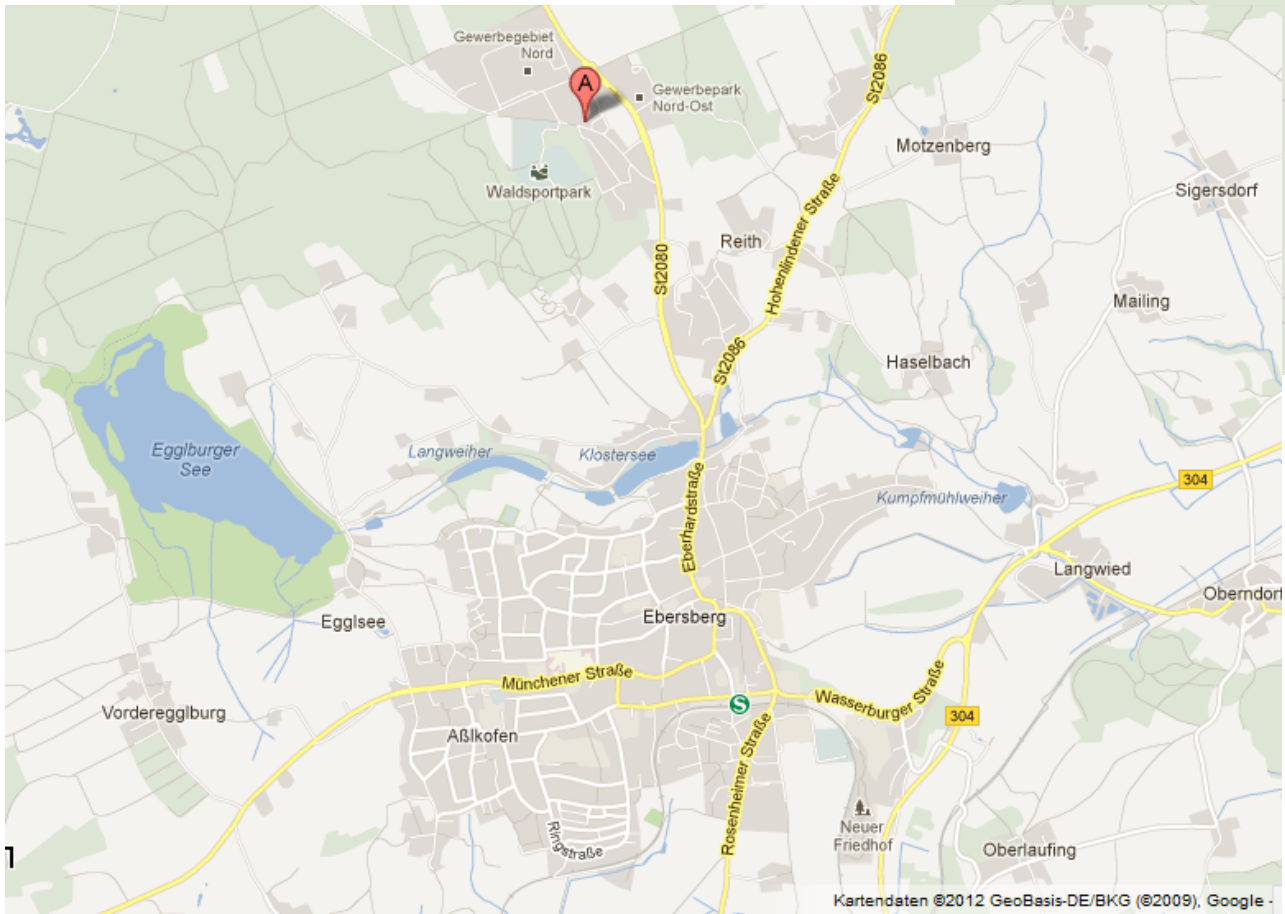 Gewerbegebiet
Nord
A
Gewerbepark
Nord-Ost
St2086
Motzenberg
Waldsportpark
Sigersdorf
Hohenlindener Straße
Reith
St2080
Mailing
St2086
Haselbach
Egglburger
See
Langweiher
Klostersee
304
Kumpfmühlweiher
Eberhardstraße
Langwied
Oberndorf
Ebersberg
Egglsee
Münchener Straße
Wasserburger Straße
S
304
Vordereggburg
Aßlkofen
Rosenheimer Straße
Ringstraße
Neuer
Friedhof
Oberlaufing
Kartendaten ©2012 GeoBasis-DE/BKG (©2009), Google -